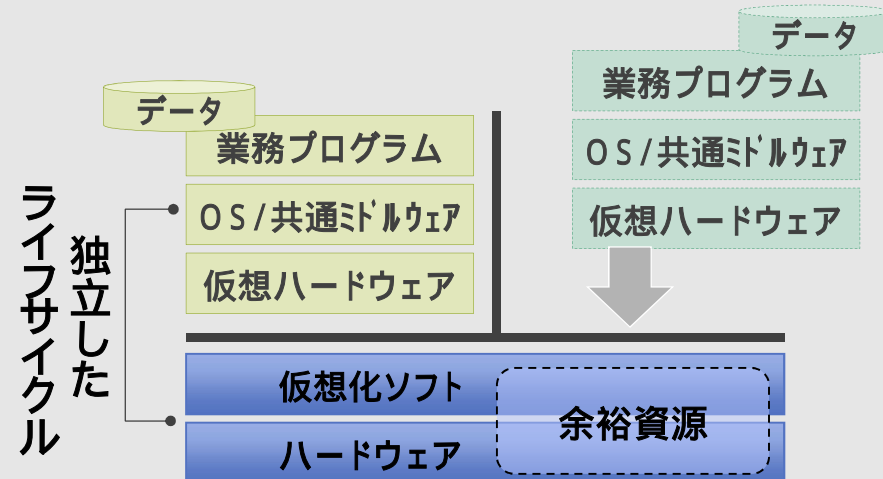 データ
業務プログラム
ＯＳ/共通ﾐﾄﾞﾙｳｪｱ
仮想ハードウェア
データ
業務プログラム
ＯＳ/共通ﾐﾄﾞﾙｳｪｱ
仮想ハードウェア
独立した
ライフサイクル
仮想化ソフト
ハードウェア
余裕資源